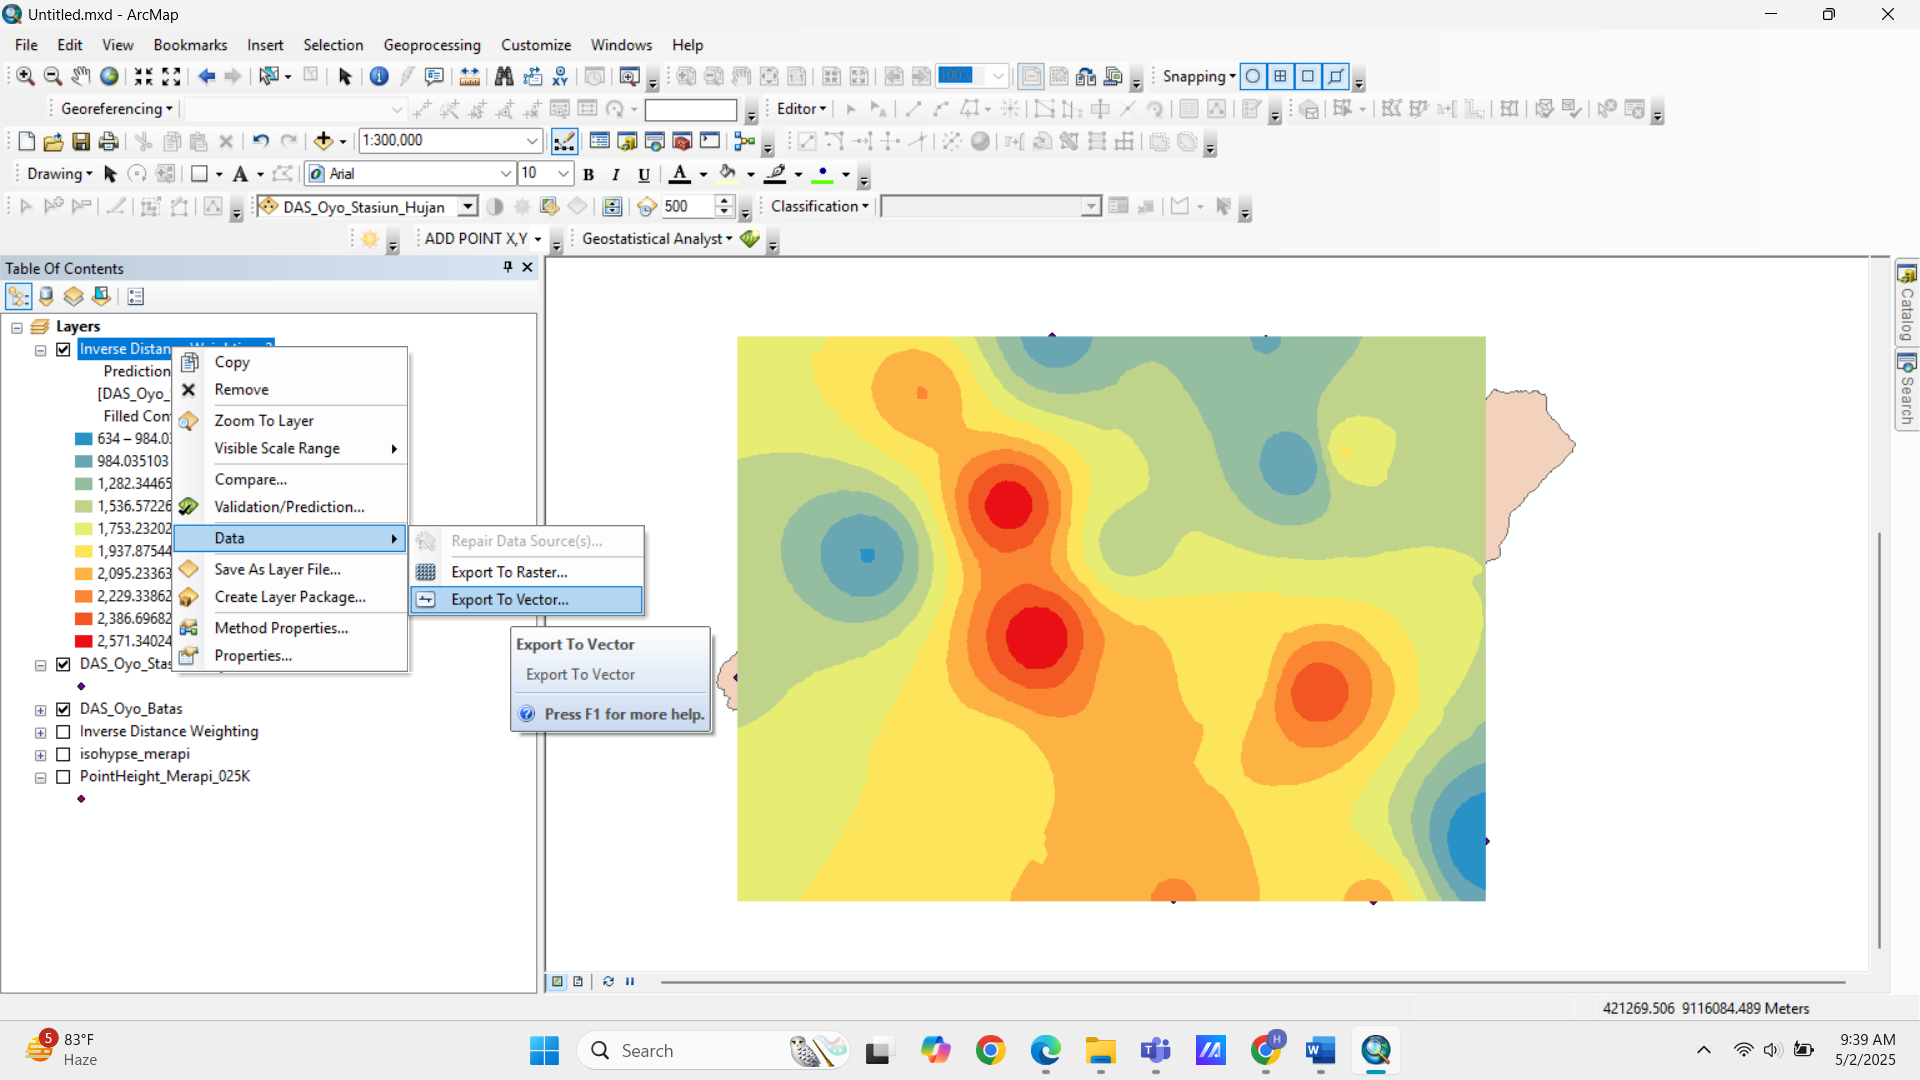 Untitled.mxd - ArcMap
File Edit View Bookmarks Insert Selection Geoprocessing Customize Windows Help
100%
Snapping
Georeferencing
Editor
1:300,000
Drawing
Arial
10
B I U A
DAS_Oyo_Stasiun_Hujan
500
Classification
ADD POINT X,Y
Geostatistical Analyst
Table Of Contents
Layers
Inverse Distan
Prediction
[DAS_Oyo_
Filled Con
634 – 984.03
984.035103
1,282.34465
1,536.57226
1,753.23202
1,937.87544
2,095.23363
2,229.33862
2,386.69682
2,571.34024
DAS_Oyo_Stas
DAS_Oyo_Batas
Inverse Distance Weighting
isohypse_merapi
PointHeight_Merapi_025K
Copy
Remove
Zoom To Layer
Visible Scale Range
Compare...
Validation/Prediction...
Data
Save As Layer File...
Create Layer Package...
Method Properties...
Properties...
Repair Data Source(s)...
Export To Raster...
Export To Vector...
Export To Vector
Export To Vector
Press F1 for more help.
Catalog
Search
421269.506 9116084.489 Meters
5
83°F
Haze
Search
H
9:39 AM
5/2/2025